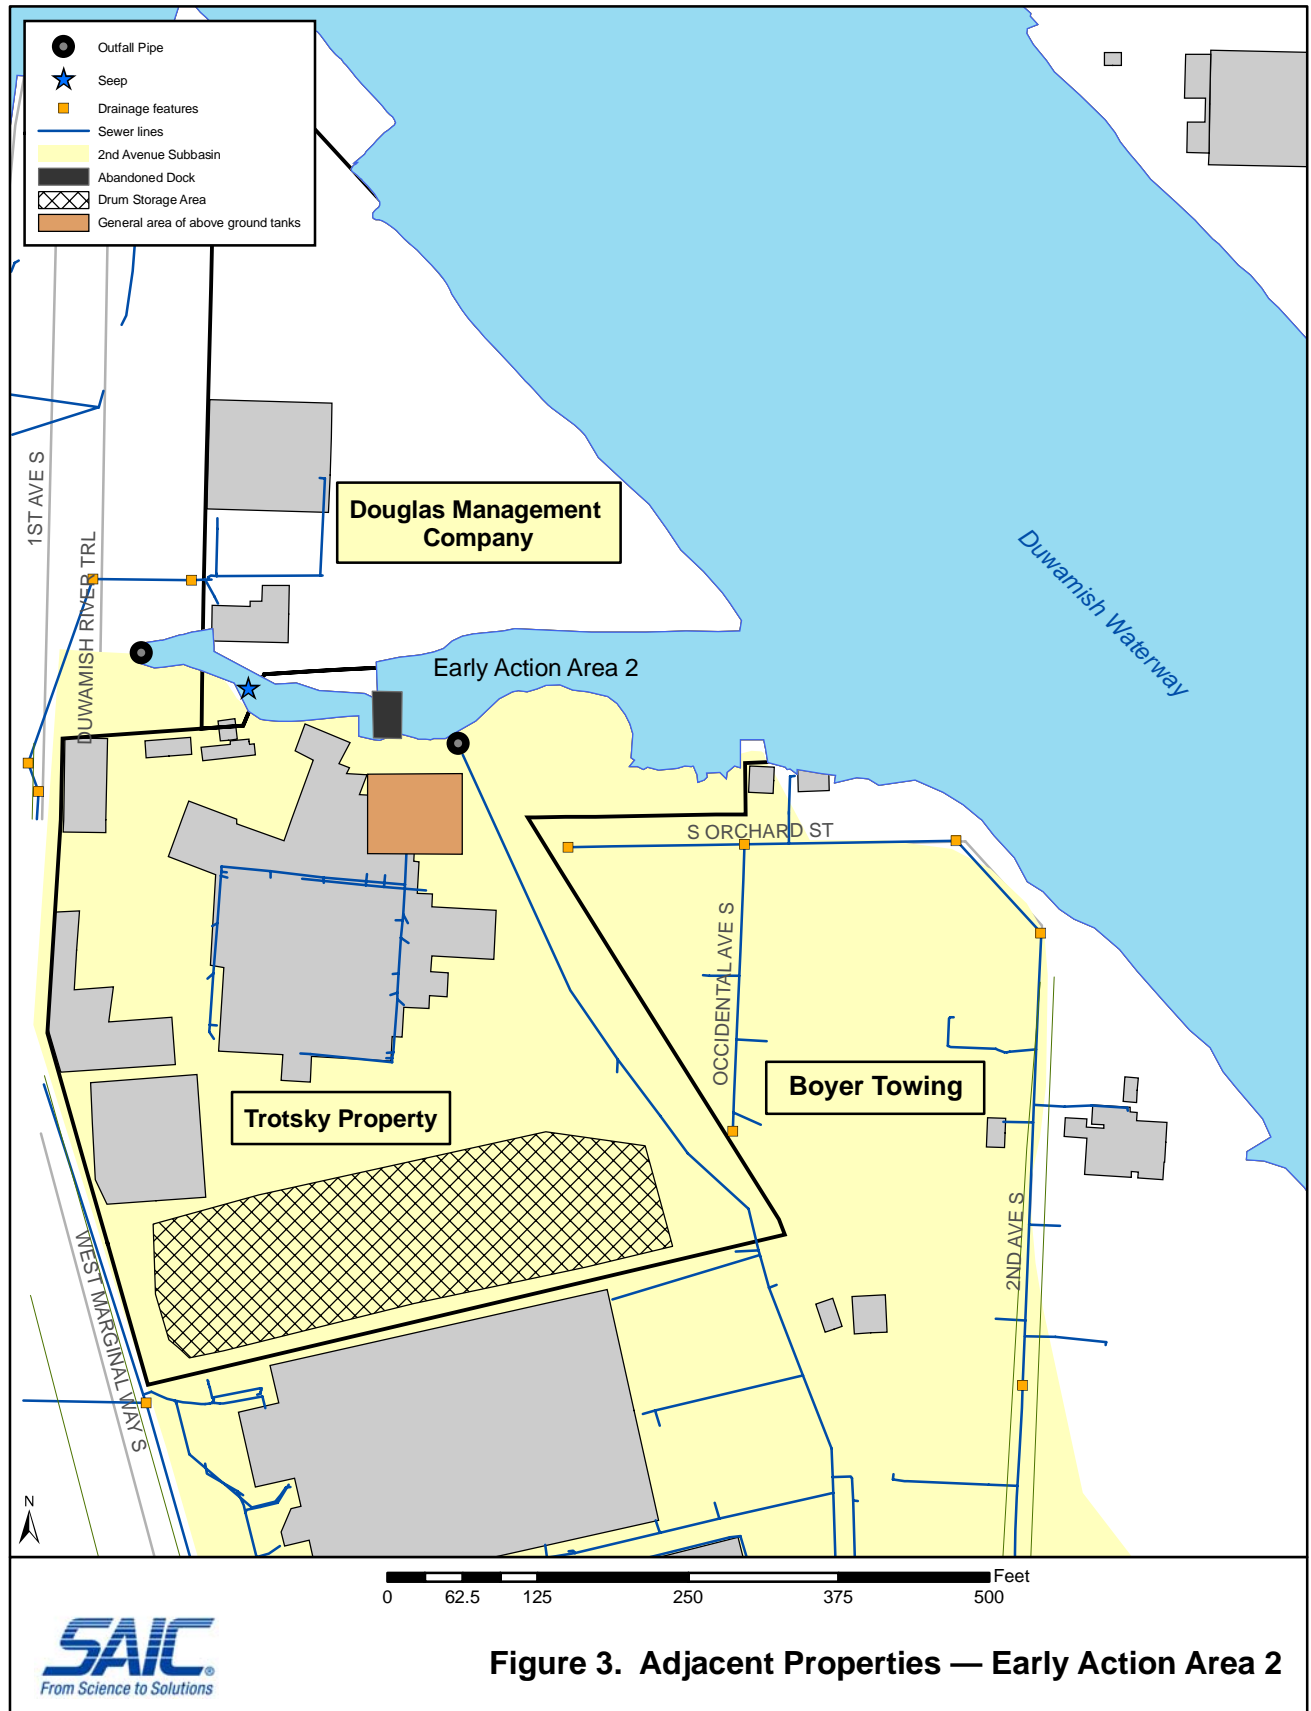 Outfall Pipe
Seep
Drainage features
Sewer lines
2nd Avenue Subbasin
Abandoned Dock
Drum Storage Area
General area of above ground tanks
1ST AVE S
DUWAMISH RIVER TRL
Douglas Management
Company
Duwamish Waterway
Early Action Area 2
S ORCHARD ST
OCCIDENTAL AVE S
Boyer Towing
Trotsky Property
2ND AVE S
WEST MARGINAL WAY S
N
Feet
0 62.5 125 250 375 500
SAIC®
From Science to Solutions
Figure 3. Adjacent Properties — Early Action Area 2